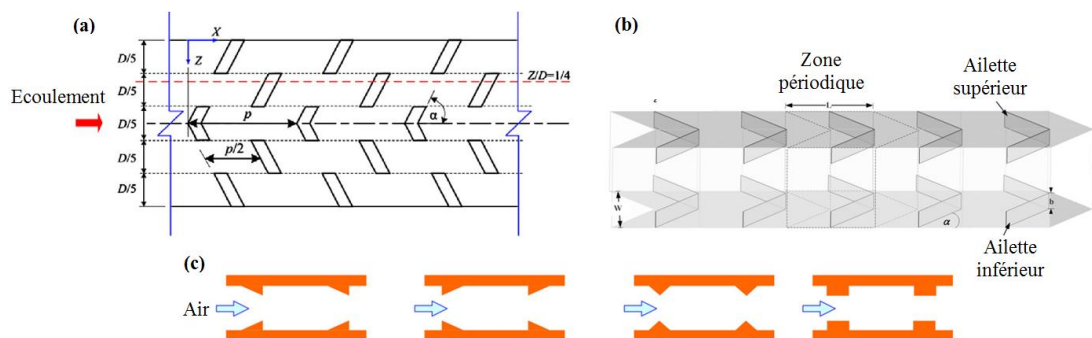 (a)
X
Z
D/5
D/5
D/5
D/5
D/5
Z/D=1/4
Ecoulement
p
α
p/2
(b)
Zone
périodique
Ailette
supérieur
L
W
b
α
Ailette
inférieur
(c)
Air